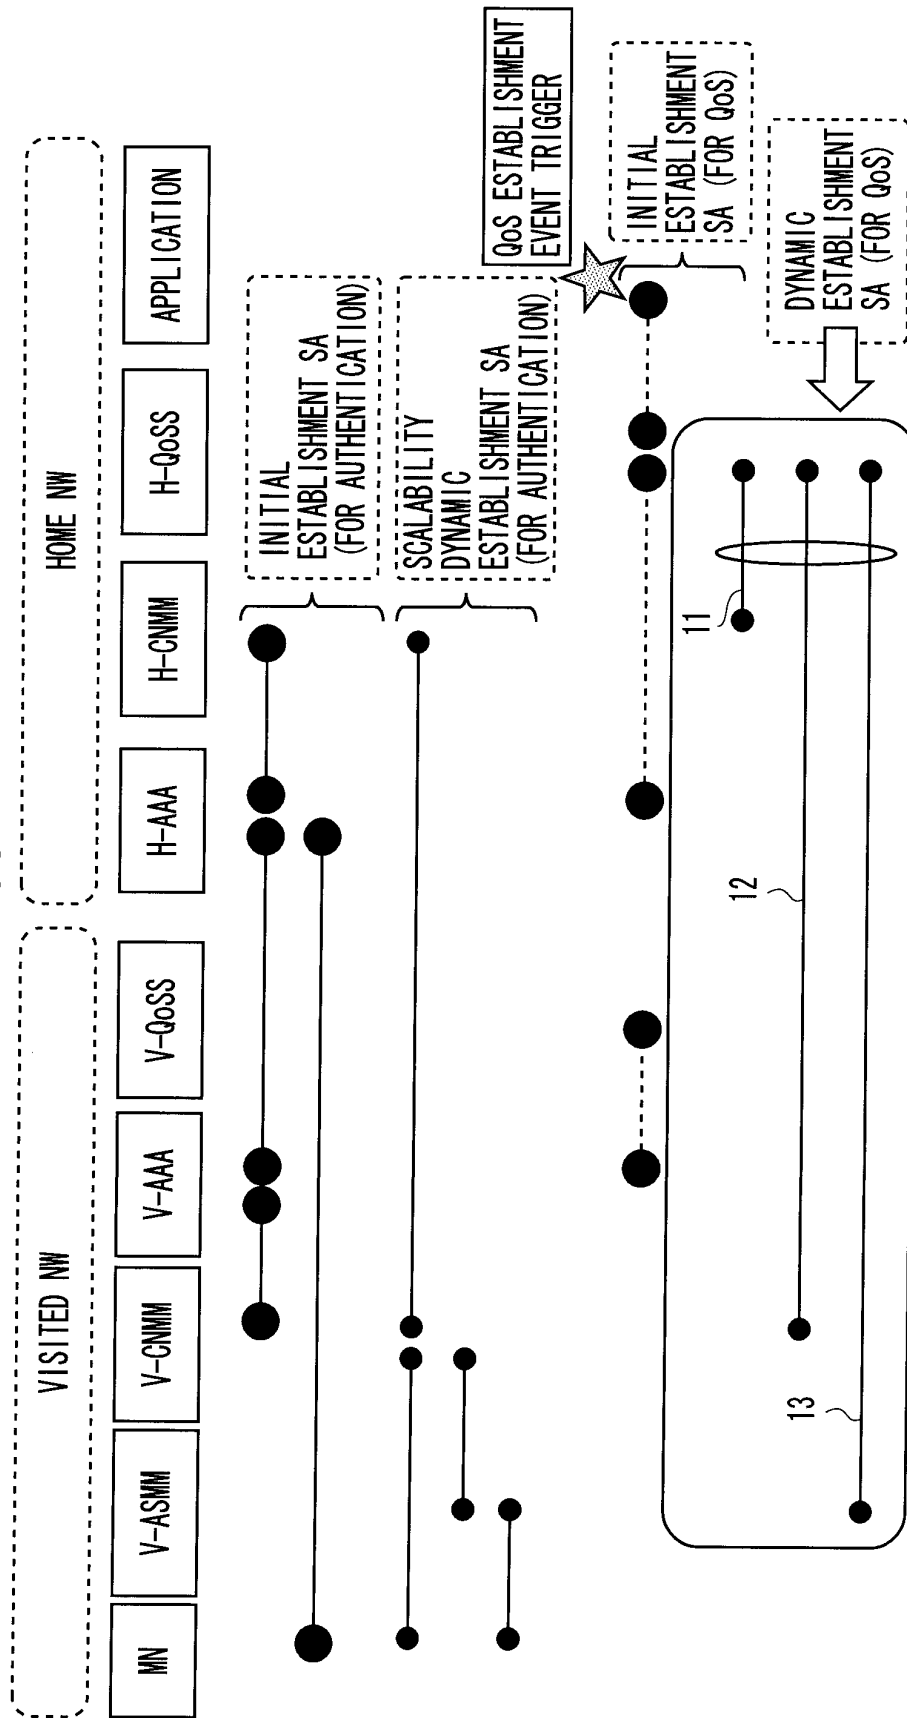 VISITED NW
HOME NW
MN
V-ASMM
V-CNMM
V-AAA
V-QoSS
H-AAA
H-CNMM
H-QoSS
APPLICATION
INITIAL
ESTABLISHMENT SA
(FOR AUTHENTICATION)
SCALABILITY
DYNAMIC
ESTABLISHMENT SA
(FOR AUTHENTICATION)
QoS ESTABLISHMENT
EVENT TRIGGER
INITIAL
ESTABLISHMENT
SA (FOR QoS)
DYNAMIC
ESTABLISHMENT
SA (FOR QoS)
11
12
13